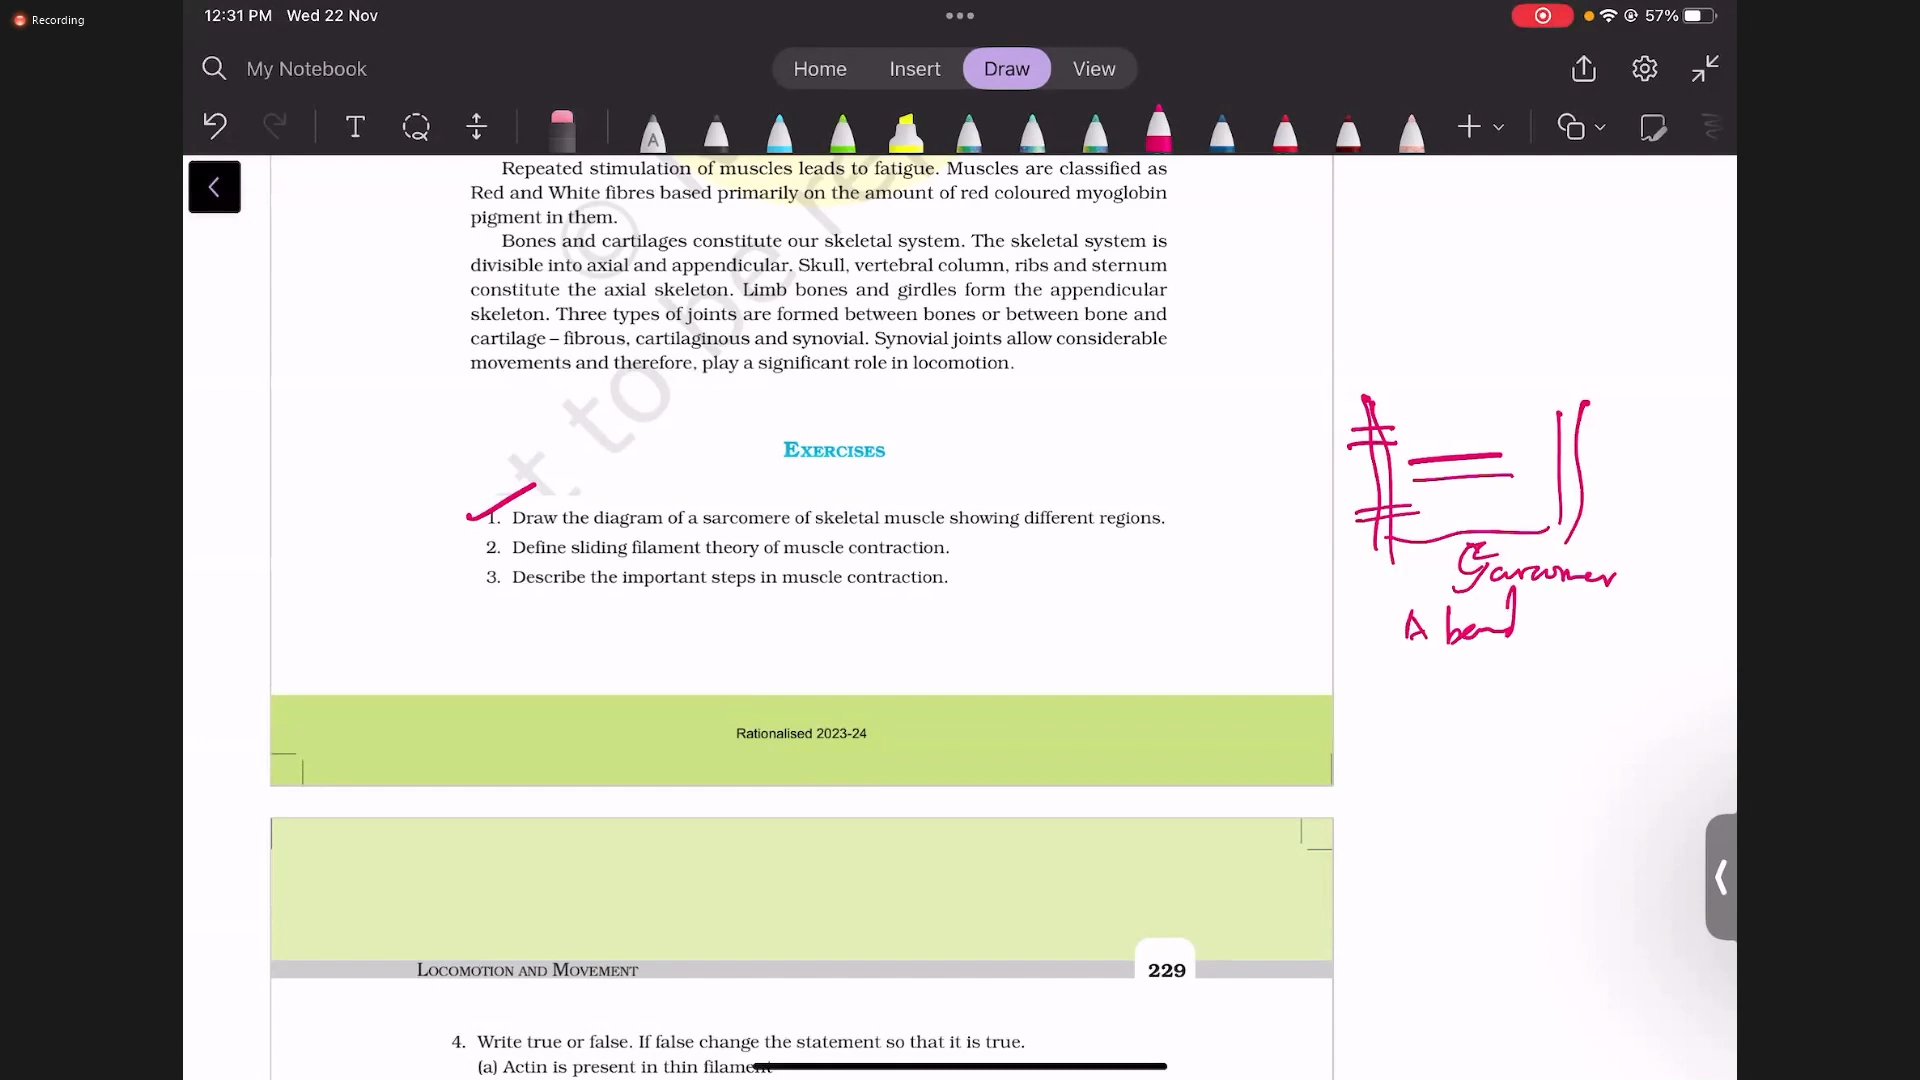 Recording
12:31 PM Wed 22 Nov
57%
My Notebook
Home Insert Draw View
T
A
Repeated stimulation of muscles leads to fatigue. Muscles are classified as
Red and White fibres based primarily on the amount of red coloured myoglobin
pigment in them.
Bones and cartilages constitute our skeletal system. The skeletal system is
divisible into axial and appendicular. Skull, vertebral column, ribs and sternum
constitute the axial skeleton. Limb bones and girdles form the appendicular
skeleton. Three types of joints are formed between bones or between bone and
cartilage – fibrous, cartilaginous and synovial. Synovial joints allow considerable
movements and therefore, play a significant role in locomotion.
©
to be re
EXERCISES
1. Draw the diagram of a sarcomere of skeletal muscle showing different regions.
2. Define sliding filament theory of muscle contraction.
3. Describe the important steps in muscle contraction.
A band
Rationalised 2023-24
LOCOMOTION AND MOVEMENT
229
4. Write true or false. If false change the statement so that it is true.
(a) Actin is present in thin filament